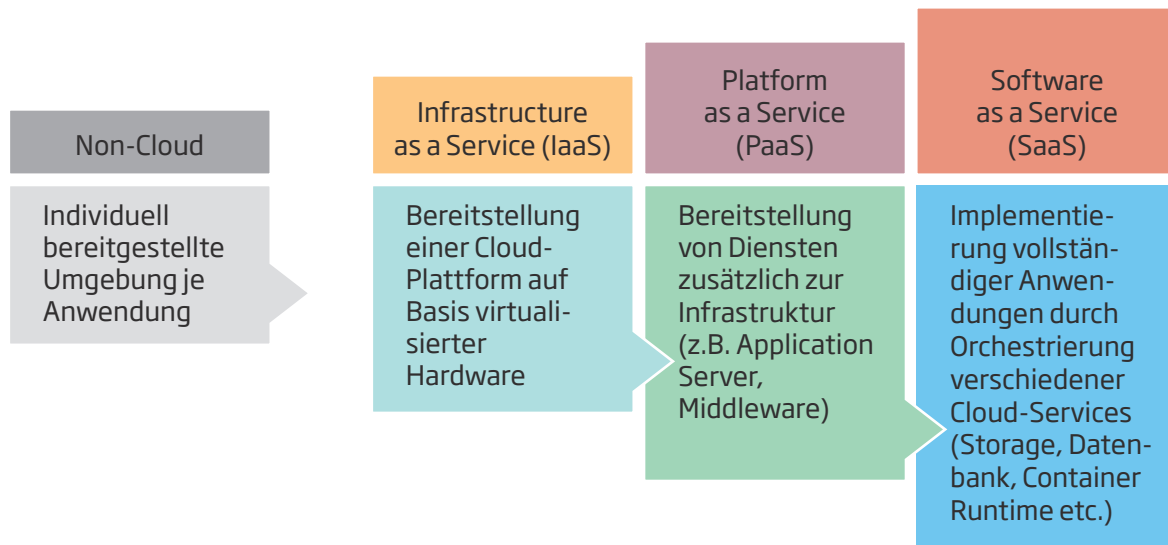 Non-Cloud
Individuell
bereitgestellte
Umgebung je
Anwendung
Infrastructure
as a Service (IaaS)
Bereitstellung
einer Cloud-
Plattform auf
Basis virtuali-
sierter
Hardware
Platform
as a Service
(PaaS)
Bereitstellung
von Diensten
zusätzlich zur
Infrastruktur
(z.B. Application
Server,
Middleware)
Software
as a Service
(SaaS)
Implementie-
rung vollstän-
diger Anwen-
dungen durch
Orchestrierung
verschiedener
Cloud-Services
(Storage, Daten-
bank, Container
Runtime etc.)